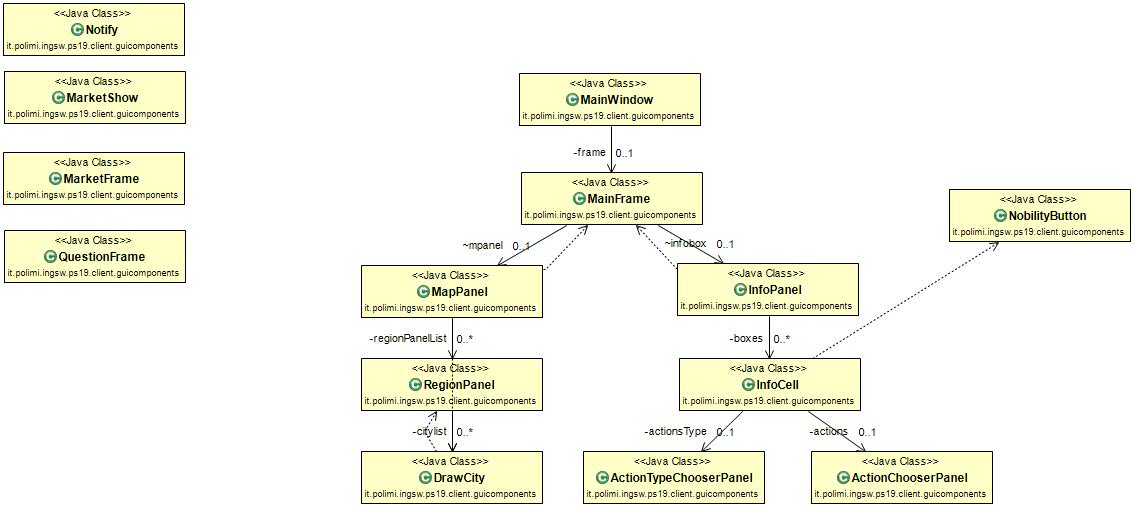 <<Java Class>>
Notify
it.polimi.ingsw.ps19.client.guicomponents
<<Java Class>>
MarketShow
it.polimi.ingsw.ps19.client.guicomponents
<<Java Class>>
MarketFrame
it.polimi.ingsw.ps19.client.guicomponents
<<Java Class>>
QuestionFrame
it.polimi.ingsw.ps19.client.guicomponents
<<Java Class>>
MainWindow
it.polimi.ingsw.ps19.client.guicomponents
-frame 0..1
<<Java Class>>
MainFrame
it.polimi.ingsw.ps19.client.guicomponents
<<Java Class>>
NobilityButton
it.polimi.ingsw.ps19.client.guicomponents
~mpanel 0..1
~infobox 0..1
<<Java Class>>
MapPanel
it.polimi.ingsw.ps19.client.guicomponents
<<Java Class>>
InfoPanel
it.polimi.ingsw.ps19.client.guicomponents
-regionPanelList 0..*
-boxes 0..*
<<Java Class>>
RegionPanel
it.polimi.ingsw.ps19.client.guicomponents
<<Java Class>>
InfoCell
it.polimi.ingsw.ps19.client.guicomponents
-citylist 0..*
-actionsType 0..1
-actions 0..1
<<Java Class>>
DrawCity
it.polimi.ingsw.ps19.client.guicomponents
<<Java Class>>
ActionTypeChooserPanel
it.polimi.ingsw.ps19.client.guicomponents
<<Java Class>>
ActionChooserPanel
it.polimi.ingsw.ps19.client.guicomponents